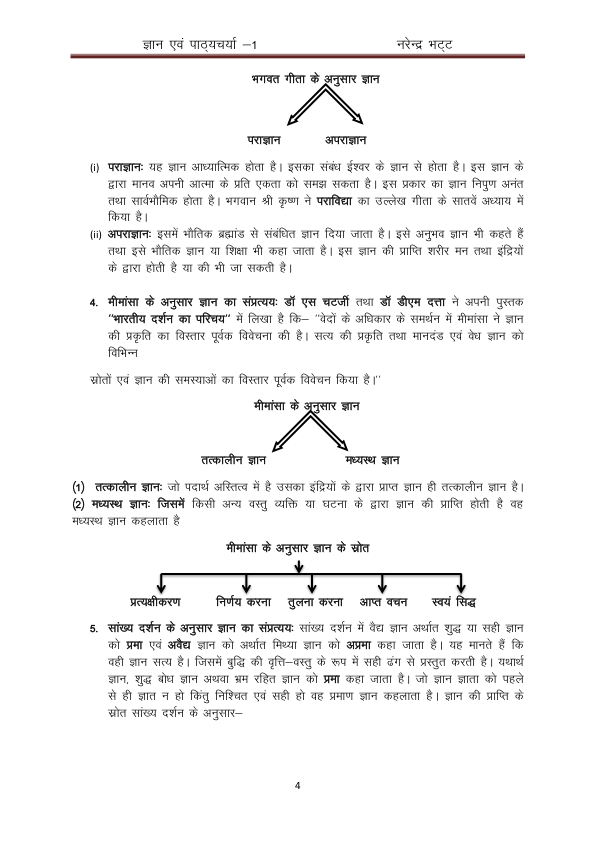 ज्ञान एवं पाठ्यचर्या –1 नरेन्द्र भट्ट
भगवत गीता के अनुसार ज्ञान
पराज्ञान अपराज्ञान
(i) पराज्ञानः यह ज्ञान आध्यात्मिक होता है। इसका संबंध ईश्वर के ज्ञान से होता है। इस ज्ञान के
द्वारा मानव अपनी आत्मा के प्रति एकता को समझ सकता है। इस प्रकार का ज्ञान निपुण अनंत
तथा सार्वभौमिक होता है। भगवान श्री कृष्ण ने पराविद्या का उल्लेख गीता के सातवें अध्याय में
किया है।
(ii) अपराज्ञानः इसमें भौतिक ब्रह्मांड से संबंधित ज्ञान दिया जाता है। इसे अनुभव ज्ञान भी कहते हैं
तथा इसे भौतिक ज्ञान या शिक्षा भी कहा जाता है। इस ज्ञान की प्राप्ति शरीर मन तथा इंद्रियों
के द्वारा होती है या की भी जा सकती है।
4. मीमांसा के अनुसार ज्ञान का संप्रत्ययः डॉ एस चटर्जी तथा डॉ डीएम दत्ता ने अपनी पुस्तक
"भारतीय दर्शन का परिचय" में लिखा है कि– "वेदों के अधिकार के समर्थन में मीमांसा ने ज्ञान
की प्रकृति का विस्तार पूर्वक विवेचना की है। सत्य की प्रकृति तथा मानदंड एवं वेध ज्ञान को
विभिन्न
स्रोतों एवं ज्ञान की समस्याओं का विस्तार पूर्वक विवेचन किया है।"
मीमांसा के अनुसार ज्ञान
तत्कालीन ज्ञान मध्यस्थ ज्ञान
(1) तत्कालीन ज्ञानः जो पदार्थ अस्तित्व में है उसका इंद्रियों के द्वारा प्राप्त ज्ञान ही तत्कालीन ज्ञान है।
(2) मध्यस्थ ज्ञानः जिसमें किसी अन्य वस्तु व्यक्ति या घटना के द्वारा ज्ञान की प्राप्ति होती है वह
मध्यस्थ ज्ञान कहलाता है
मीमांसा के अनुसार ज्ञान के स्रोत
प्रत्यक्षीकरण निर्णय करना तुलना करना आप्त वचन स्वयं सिद्ध
5. सांख्य दर्शन के अनुसार ज्ञान का संप्रत्ययः सांख्य दर्शन में वैद्य ज्ञान अर्थात शुद्ध या सही ज्ञान
को प्रमा एवं अवैद्य ज्ञान को अर्थात मिथ्या ज्ञान को अप्रमा कहा जाता है। यह मानते हैं कि
वही ज्ञान सत्य है। जिसमें बुद्धि की वृत्ति–वस्तु के रूप में सही ढंग से प्रस्तुत करती है। यथार्थ
ज्ञान, शुद्ध बोध ज्ञान अथवा भ्रम रहित ज्ञान को प्रमा कहा जाता है। जो ज्ञान ज्ञाता को पहले
से ही ज्ञात न हो किंतु निश्चित एवं सही हो वह प्रमाण ज्ञान कहलाता है। ज्ञान की प्राप्ति के
स्रोत सांख्य दर्शन के अनुसार–
4